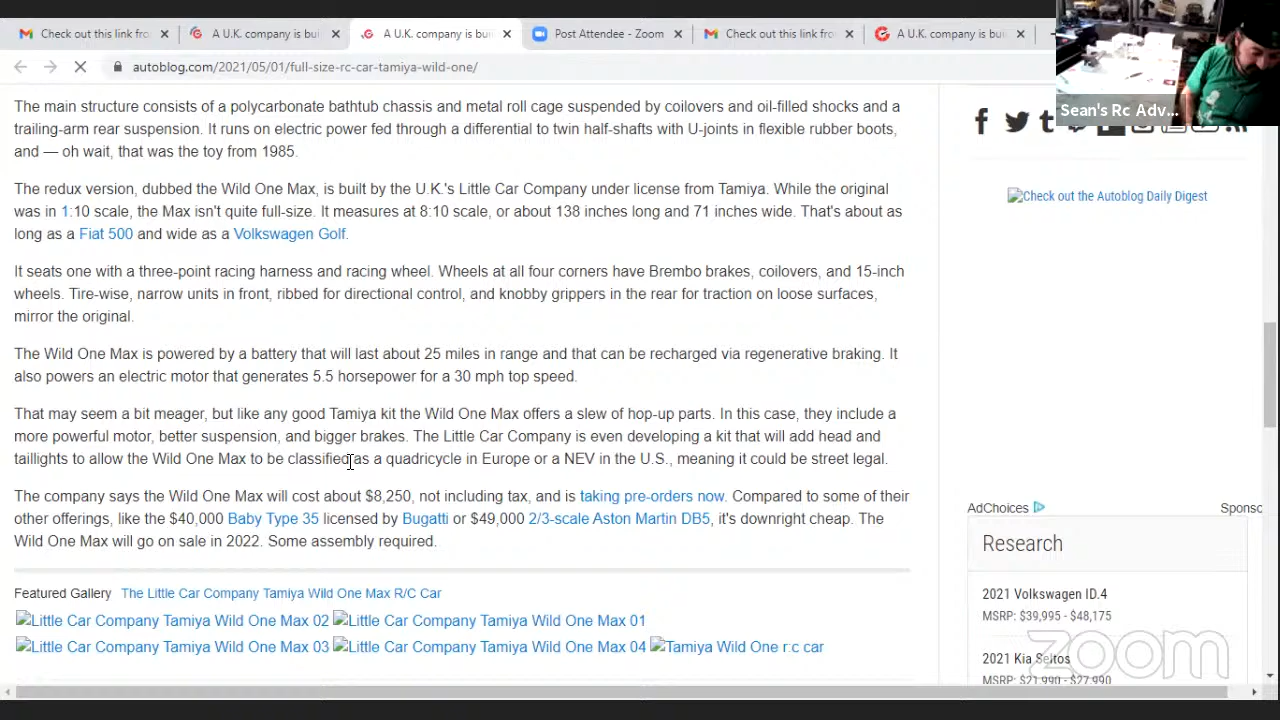 Check out this link fro
A U.K. company is bui
A U.K. company is bui
Post Attendee - Zoom
Check out this link fro
A U.K. company is bui
autoblog.com/2021/05/01/full-size-rc-car-tamiya-wild-one/
Sean's Rc Adv...
The main structure consists of a polycarbonate bathtub chassis and metal roll cage suspended by coilovers and oil-filled shocks and a
trailing-arm rear suspension. It runs on electric power fed through a differential to twin half-shafts with U-joints in flexible rubber boots,
and — oh wait, that was the toy from 1985.
The redux version, dubbed the Wild One Max, is built by the U.K.'s Little Car Company under license from Tamiya. While the original
was in 1:10 scale, the Max isn't quite full-size. It measures at 8:10 scale, or about 138 inches long and 71 inches wide. That's about as
long as a Fiat 500 and wide as a Volkswagen Golf.
It seats one with a three-point racing harness and racing wheel. Wheels at all four corners have Brembo brakes, coilovers, and 15-inch
wheels. Tire-wise, narrow units in front, ribbed for directional control, and knobby grippers in the rear for traction on loose surfaces,
mirror the original.
The Wild One Max is powered by a battery that will last about 25 miles in range and that can be recharged via regenerative braking. It
also powers an electric motor that generates 5.5 horsepower for a 30 mph top speed.
That may seem a bit meager, but like any good Tamiya kit the Wild One Max offers a slew of hop-up parts. In this case, they include a
more powerful motor, better suspension, and bigger brakes. The Little Car Company is even developing a kit that will add head and
taillights to allow the Wild One Max to be classified as a quadricycle in Europe or a NEV in the U.S., meaning it could be street legal.
The company says the Wild One Max will cost about $8,250, not including tax, and is taking pre-orders now. Compared to some of their
other offerings, like the $40,000 Baby Type 35 licensed by Bugatti or $49,000 2/3-scale Aston Martin DB5, it's downright cheap. The
Wild One Max will go on sale in 2022. Some assembly required.
Featured Gallery The Little Car Company Tamiya Wild One Max R/C Car
Little Car Company Tamiya Wild One Max 02 Little Car Company Tamiya Wild One Max 01
Little Car Company Tamiya Wild One Max 03 Little Car Company Tamiya Wild One Max 04 Tamiya Wild One r:c car
Check out the Autoblog Daily Digest
AdChoices
Sponsc
Research
2021 Volkswagen ID.4
MSRP: $39,995 - $48,175
2021 Kia Seltos
MSRP: $21,990 - $27,990
zoom